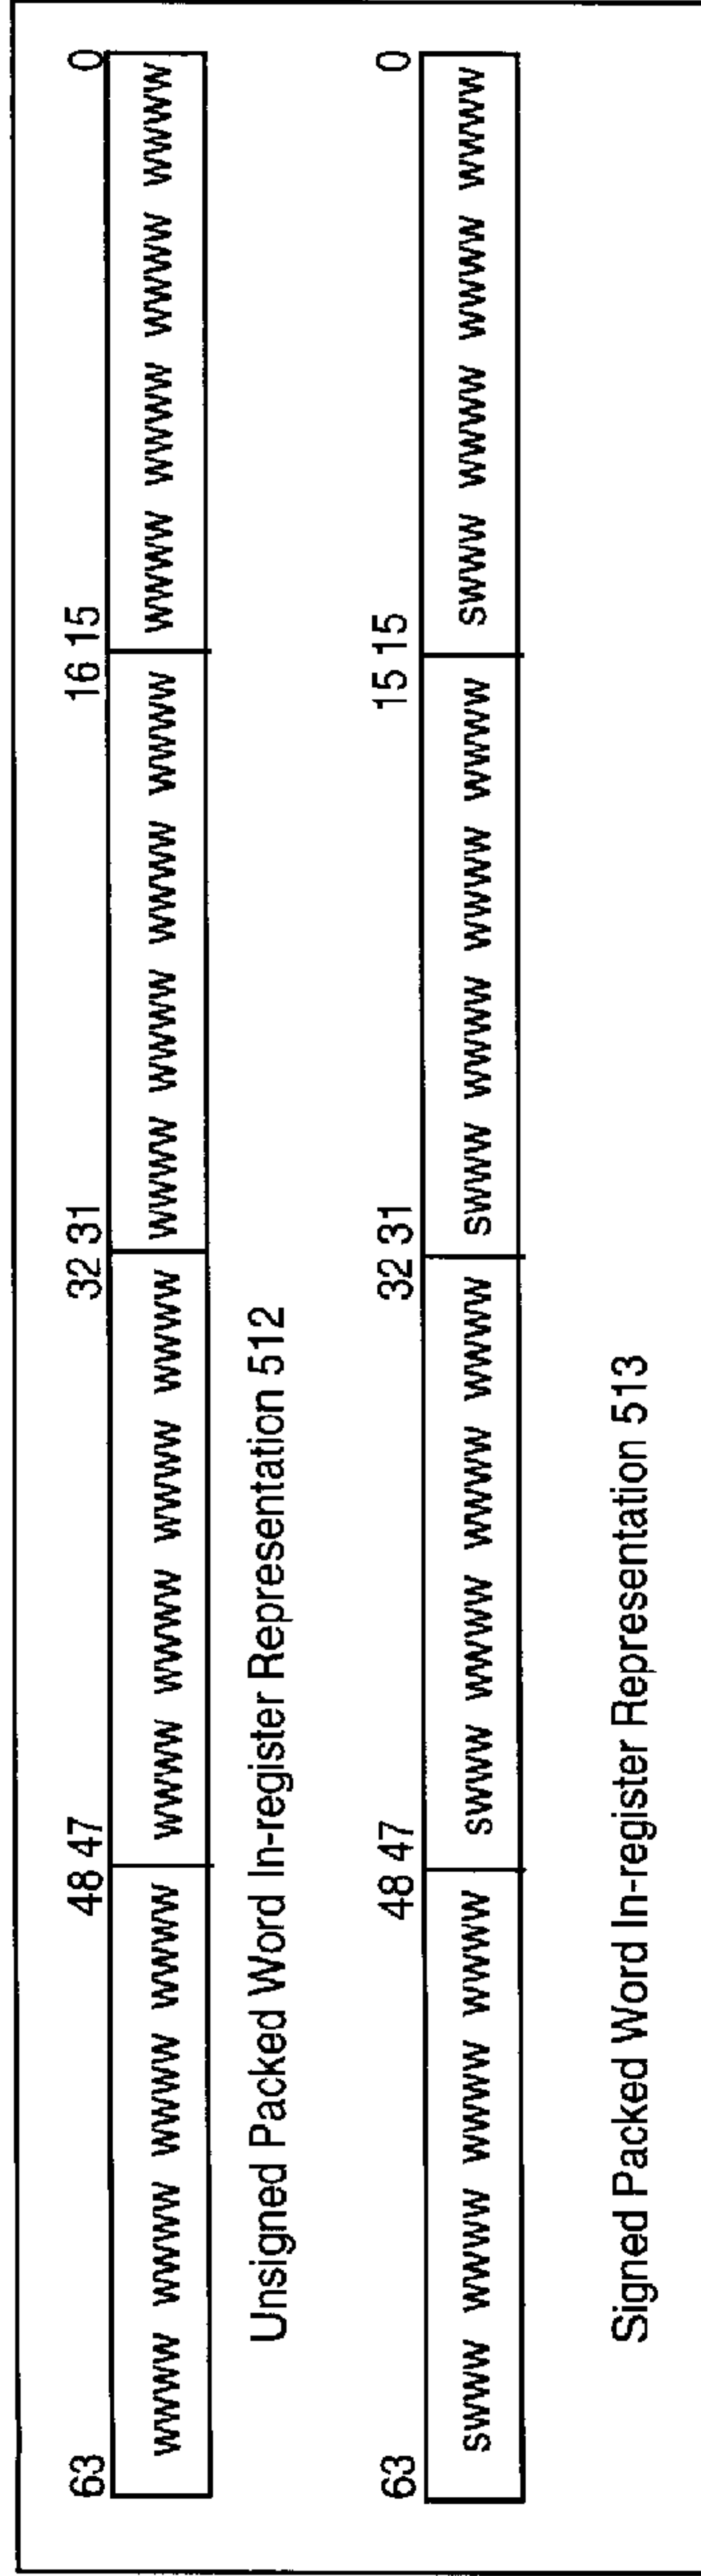 63 48 47 32 31 16 15 0
wwww wwww wwww wwww wwww wwww wwww wwww wwww wwww wwww wwww wwww wwww wwww wwww
Unsigned Packed Word In-register Representation 512
63 48 47 32 31 15 15 0
swww wwww wwww wwww swww wwww wwww wwww swww wwww wwww wwww swww wwww wwww wwww
Signed Packed Word In-register Representation 513